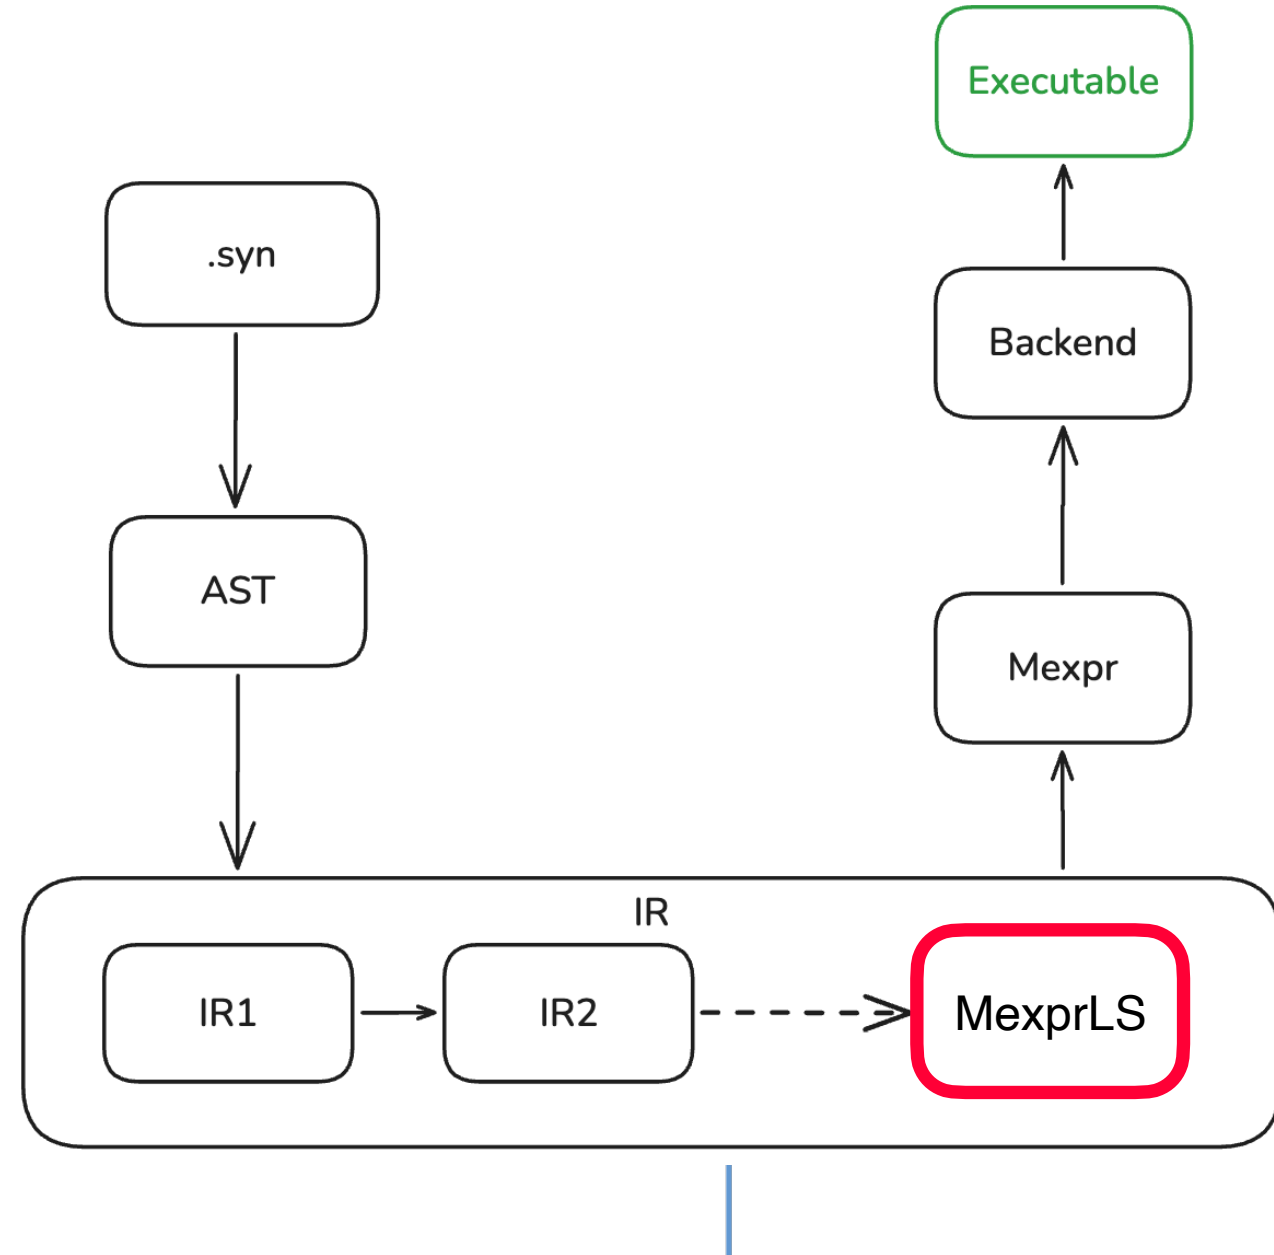 Executable
.syn
Backend
AST
Mexpr
IR
IR1
IR2
MexprLS